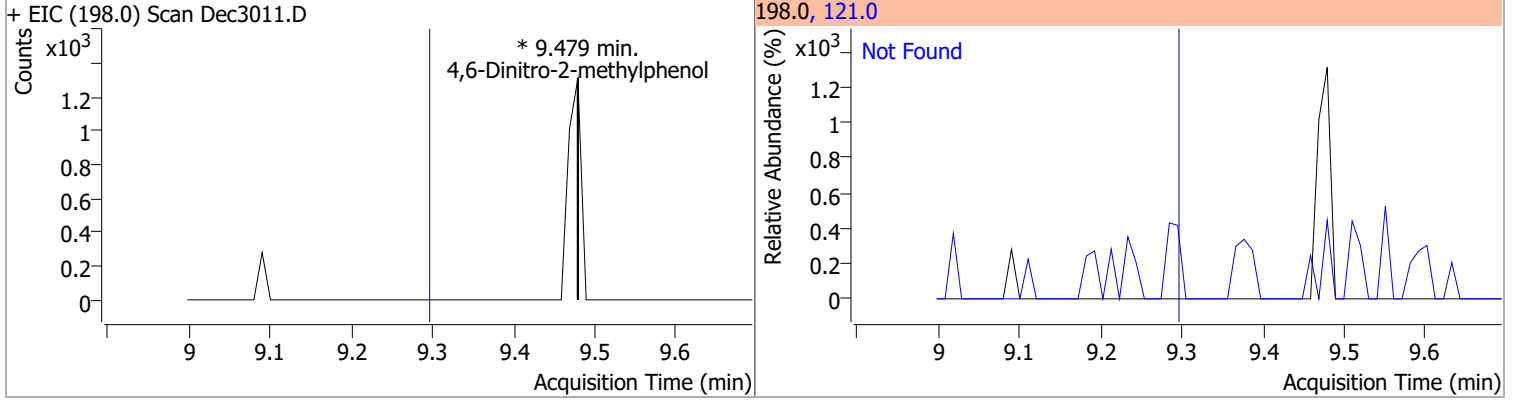 + EIC (198.0) Scan Dec3011.D
Counts
x10³
* 9.479 min.
4,6-Dinitro-2-methylphenol
1.2
1
0.8
0.6
0.4
0.2
0
9 9.1 9.2 9.3 9.4 9.5 9.6
Acquisition Time (min)
198.0, 121.0
Relative Abundance (%)
x10³
Not Found
1.2
1
0.8
0.6
0.4
0.2
0
9 9.1 9.2 9.3 9.4 9.5 9.6
Acquisition Time (min)